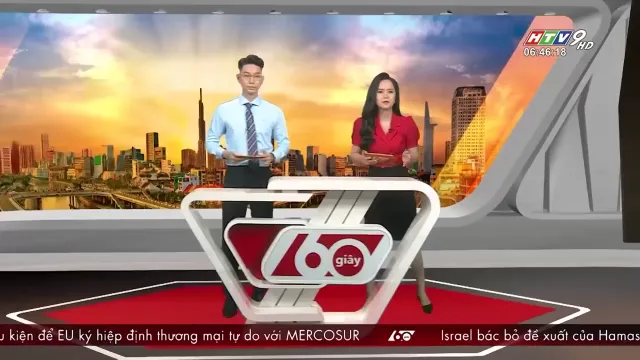 HTV9 HD
06:46:18
60 giây
kiện để EU ký hiệp định thương mại tự do với MERCOSUR 60 Israel bác bỏ đề xuất của Hamas